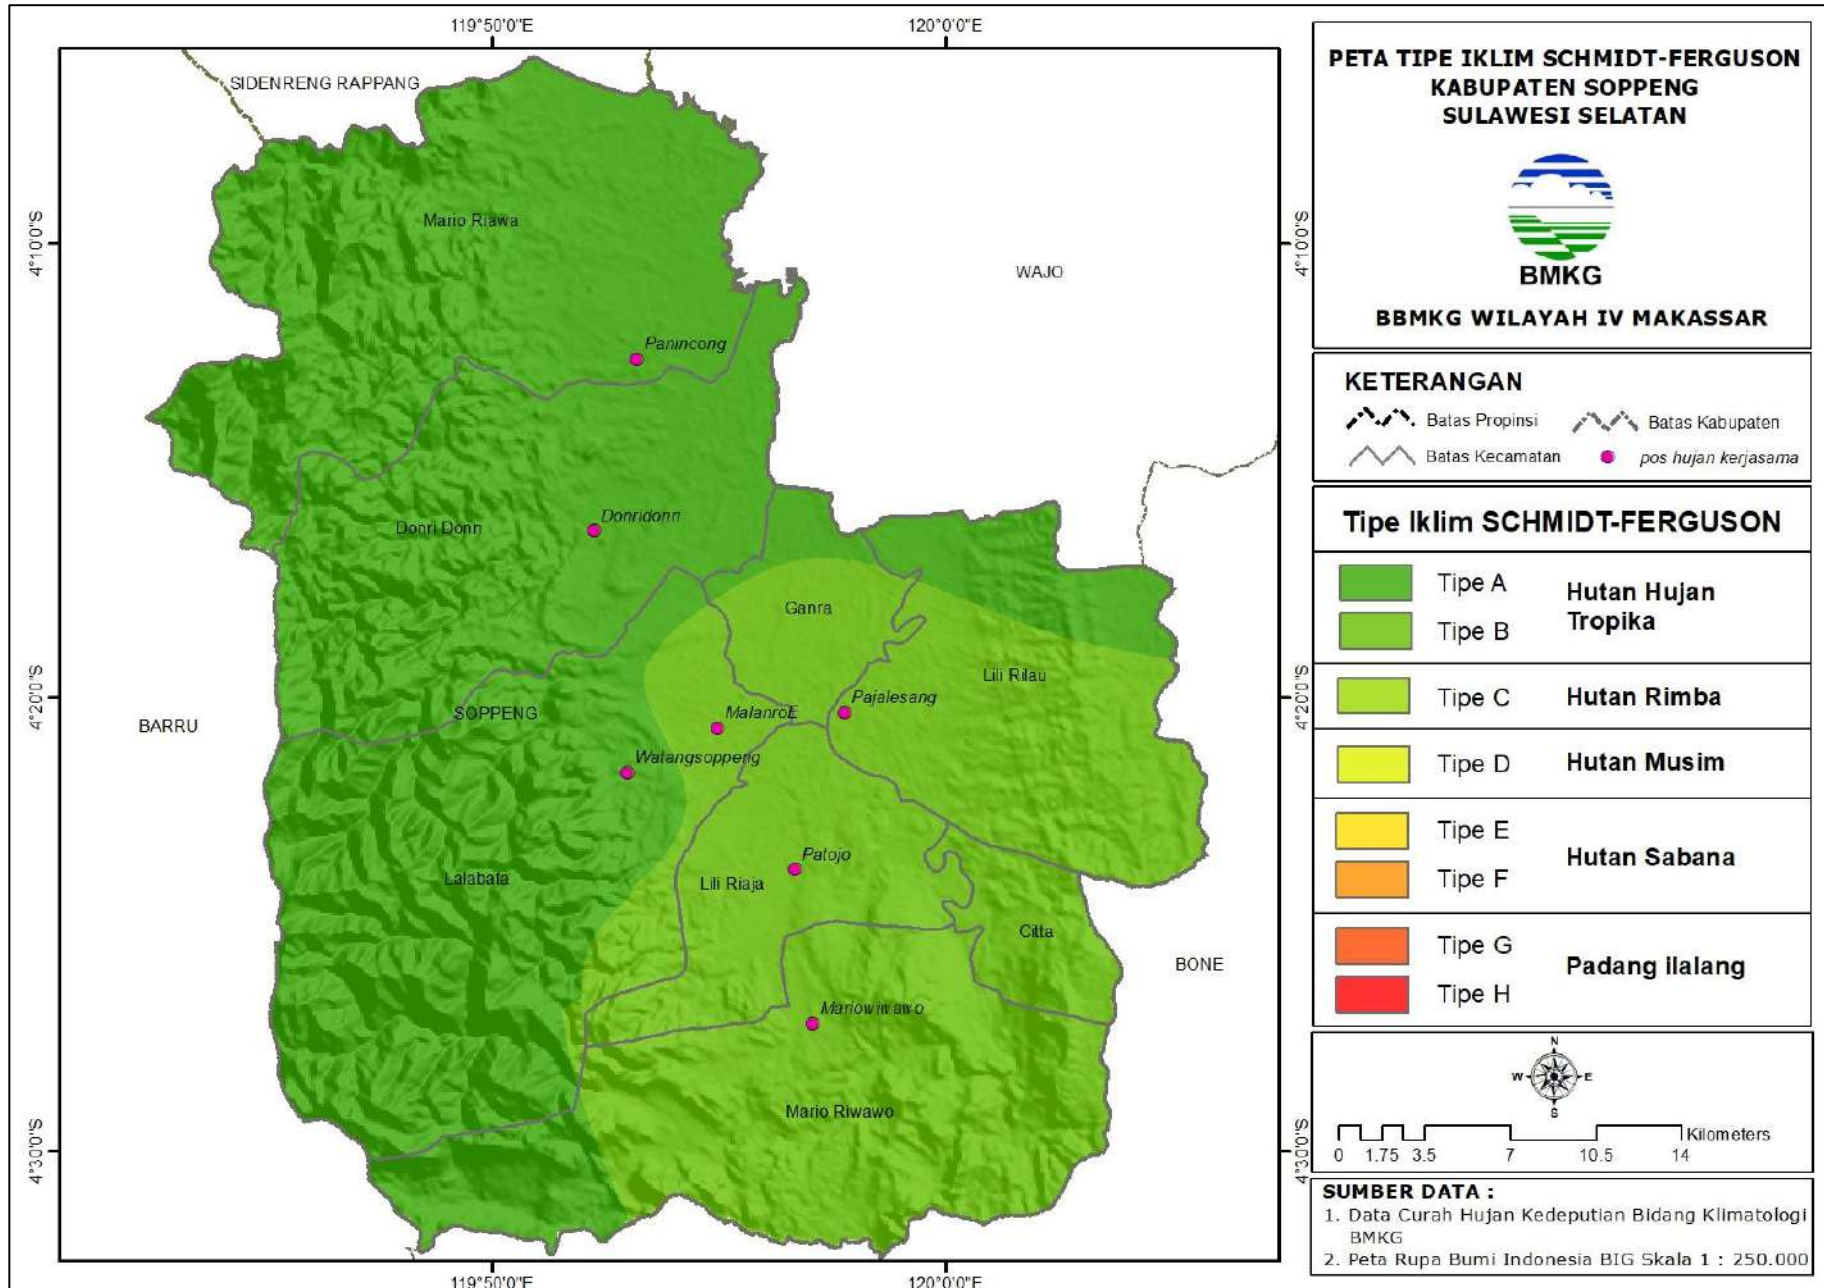 119°50'0"E
120°0'0"E
SIDENRENG RAPPANG
Mario Riawa
4°10'0"S
4°10'0"S
WAJO
Panincong
Donri Donri
Donridonri
Ganra
Lili Rilau
4°20'0"S
4°20'0"S
BARRU
SOPPENG
MalanroE
Pajalesang
Watangsoppeng
Patojo
Lalabata
Lili Riaja
Citta
BONE
Mariowiwawo
Mario Riwawo
4°30'0"S
4°30'0"S
119°50'0"E
120°0'0"E
PETA TIPE IKLIM SCHMIDT-FERGUSON
KABUPATEN SOPPENG
SULAWESI SELATAN
BMKG
BBMKG WILAYAH IV MAKASSAR
KETERANGAN
Batas Propinsi
Batas Kabupaten
Batas Kecamatan
pos hujan kerjasama
Tipe Iklim SCHMIDT-FERGUSON
Tipe A
Hutan Hujan
Tropika
Tipe B
Tipe C
Hutan Rimba
Tipe D
Hutan Musim
Tipe E
Hutan Sabana
Tipe F
Tipe G
Padang ilalang
Tipe H
N
W E
S
Kilometers
0 1.75 3.5 7 10.5 14
SUMBER DATA :
1. Data Curah Hujan Kedeputian Bidang Klimatologi
BMKG
2. Peta Rupa Bumi Indonesia BIG Skala 1 : 250.000